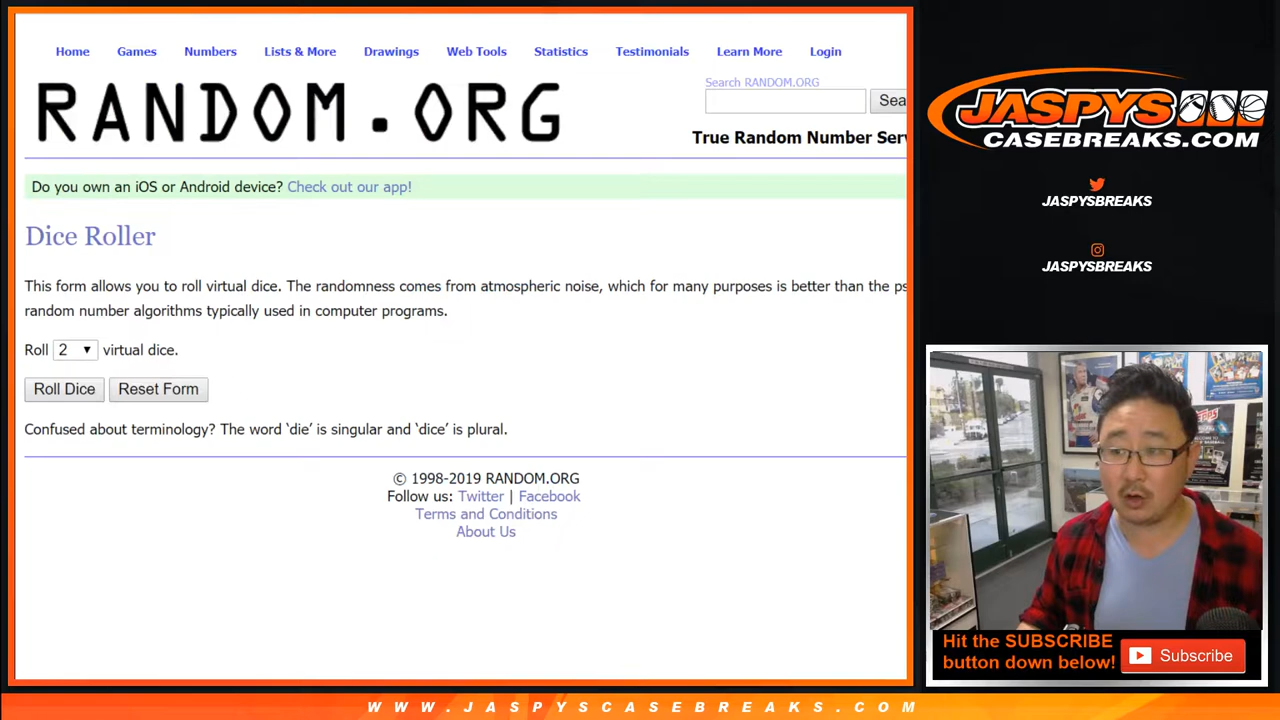 Home Games Numbers Lists & More Drawings Web Tools Statistics Testimonials Learn More Login
RANDOM.ORG
Search RANDOM.ORG
Sea
True Random Number Serv
Do you own an iOS or Android device? Check out our app!
Dice Roller
This form allows you to roll virtual dice. The randomness comes from atmospheric noise, which for many purposes is better than the ps
random number algorithms typically used in computer programs.
Roll 2 virtual dice.
Roll Dice Reset Form
Confused about terminology? The word ‘die’ is singular and ‘dice’ is plural.
© 1998-2019 RANDOM.ORG
Follow us: Twitter | Facebook
Terms and Conditions
About Us
JASPYS
CASEBREAKS.COM
JASPYSBREAKS
JASPYSBREAKS
Hit the SUBSCRIBE
button down below!
Subscribe
WWW.JASPYSCASEBREAKS.COM